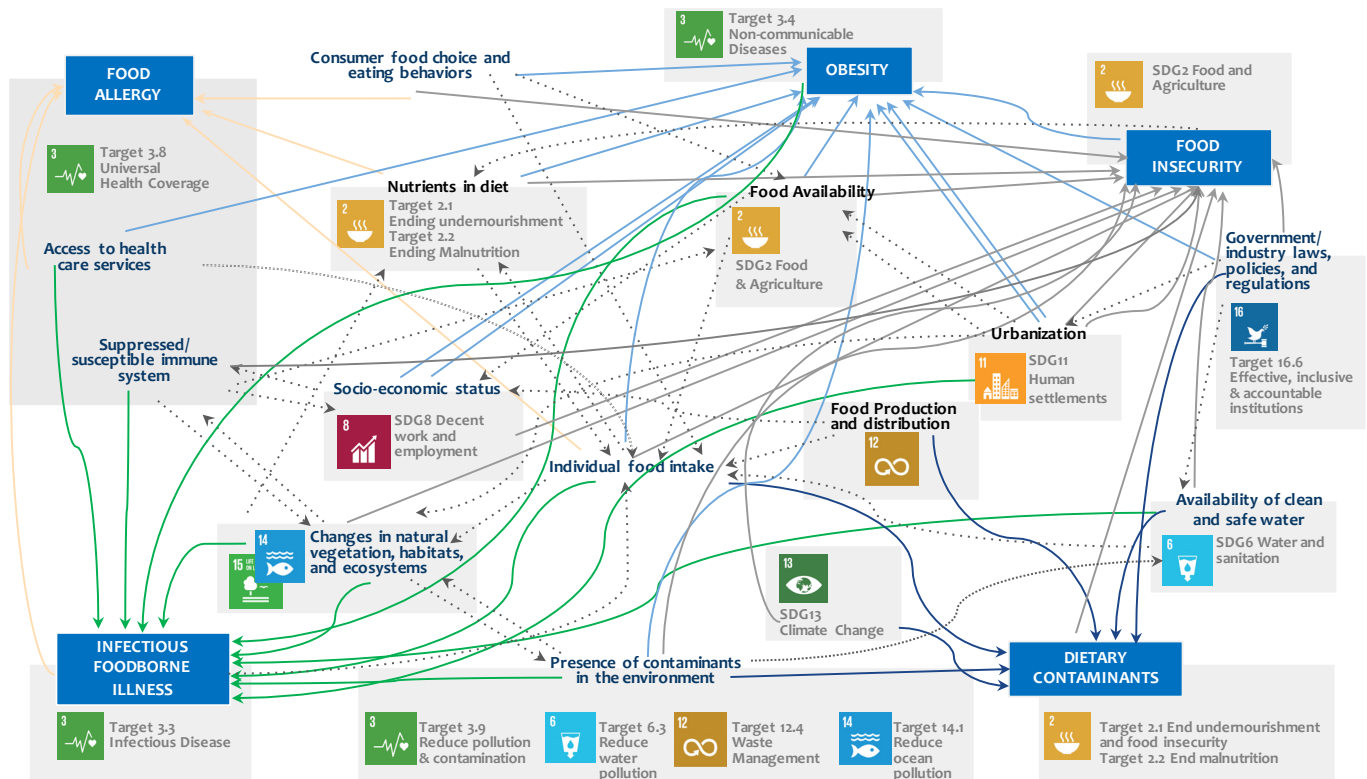 3
Target 3.4
Non-communicable
Diseases
OBESITY
Consumer food choice and
eating behaviors
FOOD
ALLERGY
2
SDG2 Food and
Agriculture
FOOD
INSECURITY
3
Target 3.8
Universal
Health Coverage
Nutrients in diet
2
Target 2.1
Ending undernourishment
Target 2.2
Ending Malnutrition
Food Availability
2
SDG2 Food
& Agriculture
Access to health
care services
Government/
industry laws,
policies, and
regulations
16
Target 16.6
Effective, inclusive
& accountable
institutions
Urbanization
11
SDG11
Human
settlements
Suppressed/
susceptible immune
system
Socio-economic status
8
SDG8 Decent
work and
employment
Food Production
and distribution
12
Individual food intake
Availability of clean
and safe water
6
SDG6 Water and
sanitation
14
15
LIFE
ON
Changes in natural
vegetation, habitats,
and ecosystems
13
SDG13
Climate Change
INFECTIOUS
FOODBORNE
ILLNESS
Presence of contaminants
in the environment
DIETARY
CONTAMINANTS
3
Target 3.3
Infectious Disease
3
Target 3.9
Reduce pollution
& contamination
6
Target 6.3
Reduce
water
pollution
12
Target 12.4
Waste
Management
14
Target 14.1
Reduce
ocean
pollution
2
Target 2.1 End undernourishment
and food insecurity
Target 2.2 End malnutrition